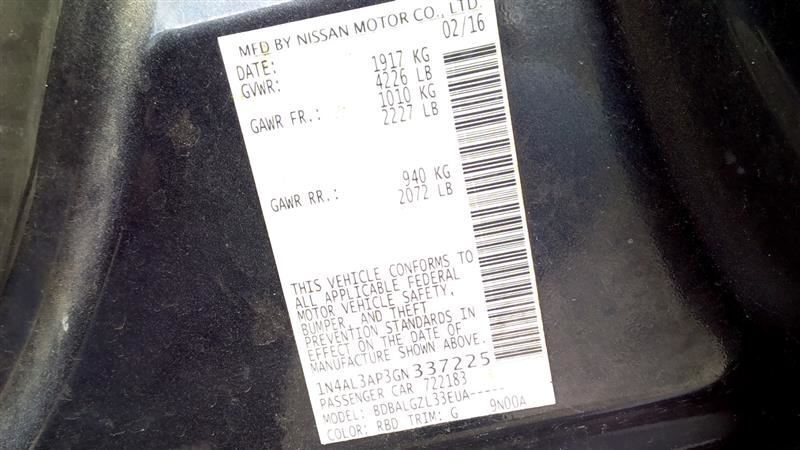 MFD BY NISSAN MOTOR CO., LTD.
DATE: 02/16
GVWR: 1917 KG
4226 LB
GAWR FR.: 1010 KG
2227 LB
GAWR RR.: 940 KG
2072 LB
THIS VEHICLE CONFORMS TO
ALL APPLICABLE FEDERAL
MOTOR VEHICLE SAFETY,
BUMPER, AND THEFT
PREVENTION STANDARDS IN
EFFECT ON THE DATE OF
MANUFACTURE SHOWN ABOVE.
1N4AL3AP3GN337225
PASSENGER CAR 722183
MODEL: BDBALGZL33EUA-----
COLOR: RBD TRIM: G 9N00A